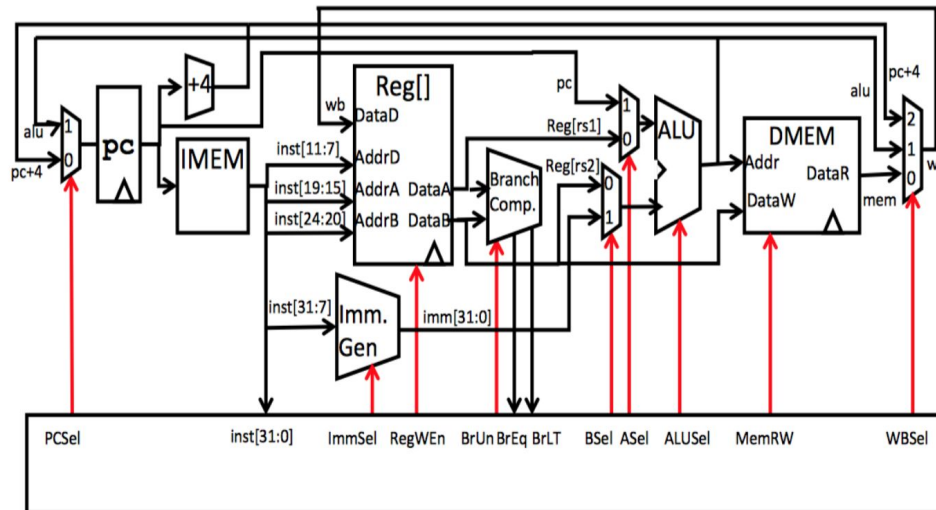 pc+4
alu
wb
pc
+4
Reg[]
DataD
alu
1
0
pc+4
pc
IMEM
inst[11:7]
AddrD
inst[19:15]
AddrA
DataA
inst[24:20]
AddrB
DataB
Reg[rs1]
Reg[rs2]
Branch
Comp.
1
0
0
1
ALU
DMEM
Addr
DataR
DataW
mem
2
1
0
w
inst[31:7]
Imm.
Gen
imm[31:0]
PCSel
inst[31:0]
ImmSel
RegWEn
BrUn
BrEq
BrLT
BSel
ASel
ALUSel
MemRW
WBSel